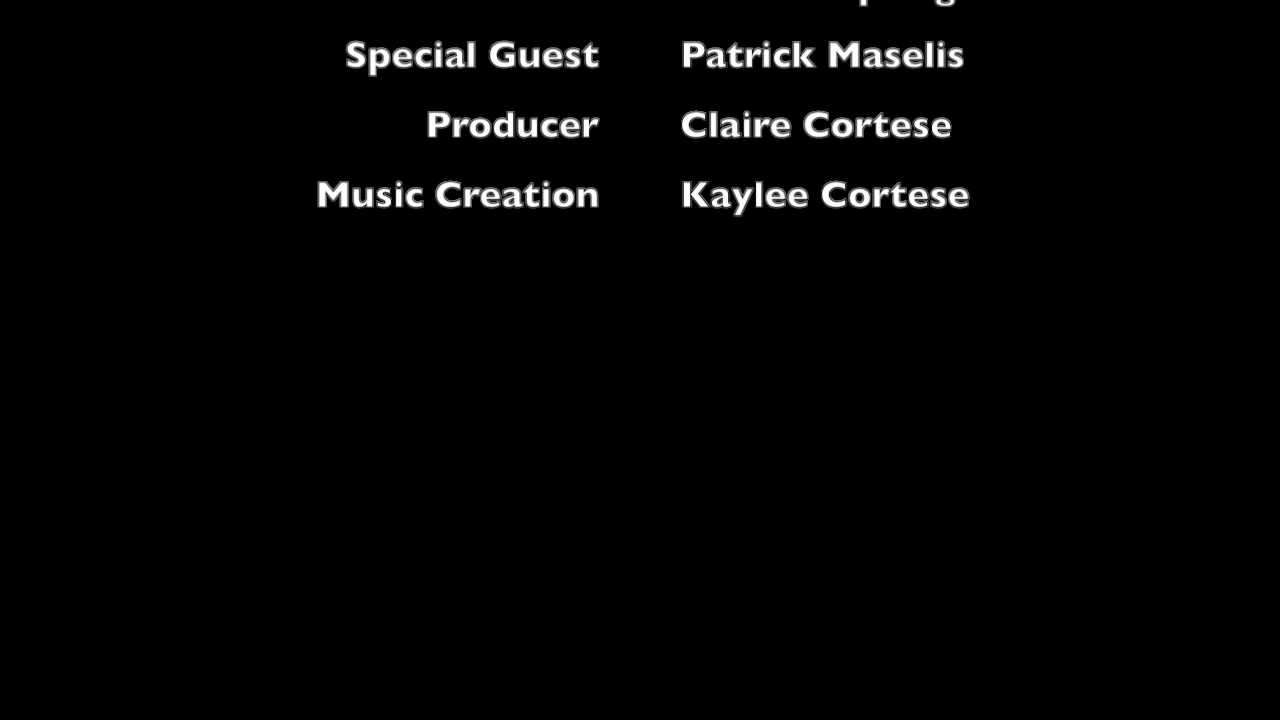 Special Guest Patrick Maselis
Producer Claire Cortese
Music Creation Kaylee Cortese